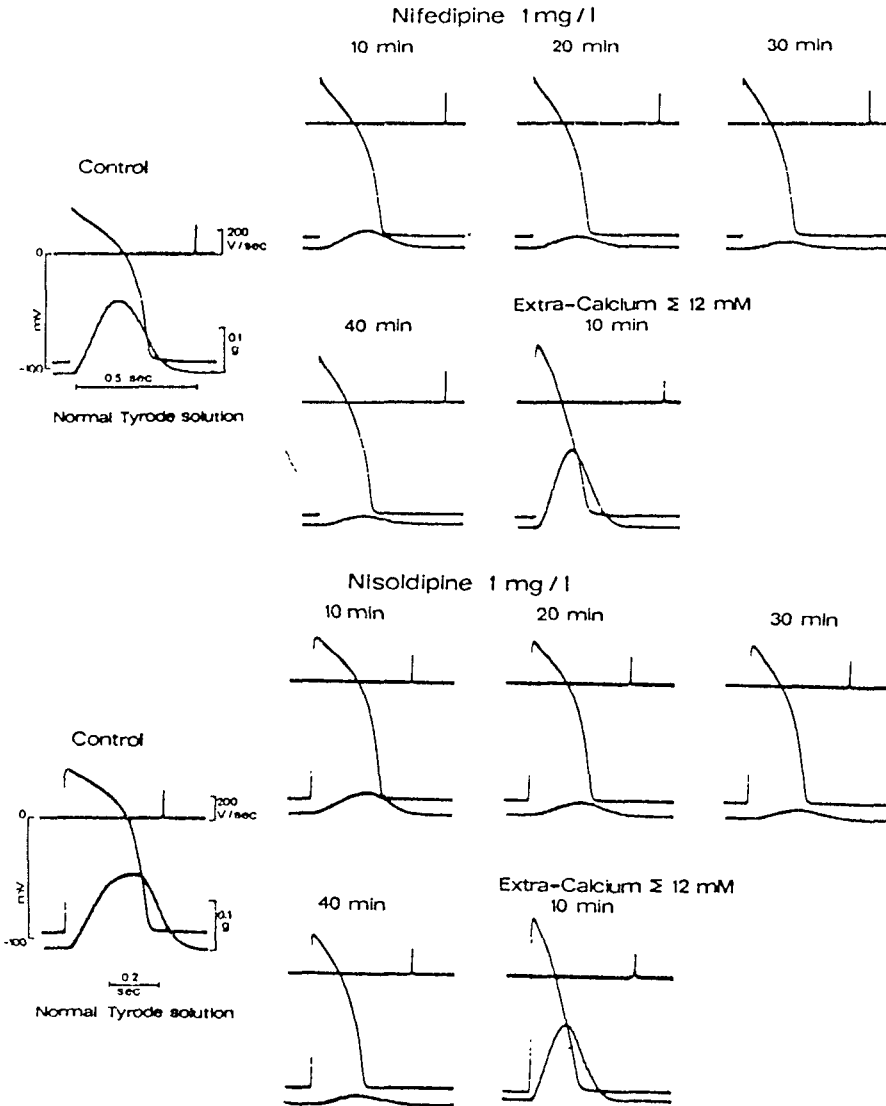 Nifedipine 1 mg/l
10 min
20 min
30 min
Control
200
V/sec
0
mV
-100
0.1
g
0.5 sec
Normal Tyrode solution
40 min
Extra-Calcium Σ 12 mM
10 min
Nisoldipine 1 mg/l
10 min
20 min
30 min
Control
200
V/sec
0
mV
-100
0.1
g
0.2
sec
Normal Tyrode solution
40 min
Extra-Calcium Σ 12 mM
10 min